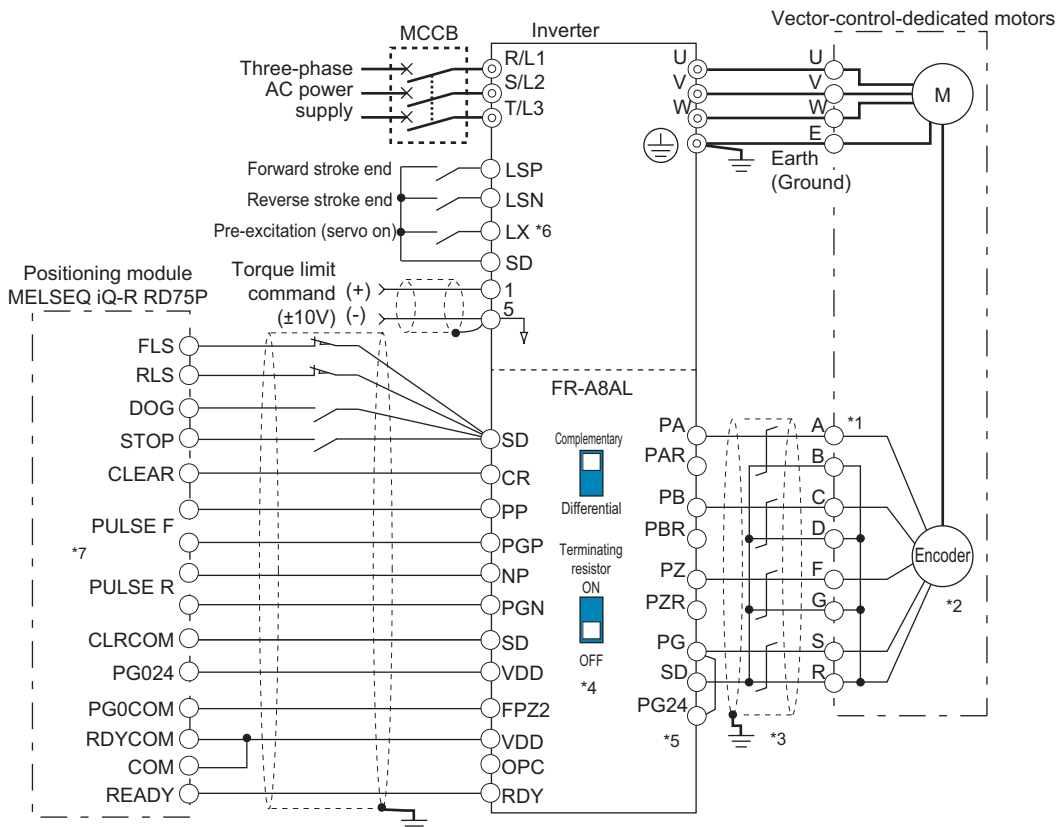 Vector-control-dedicated motors
MCCB
Inverter
Three-phase
AC power
supply
R/L1
S/L2
T/L3
U
V
W
U
V
W
E
M
Earth
(Ground)
Forward stroke end
LSP
Reverse stroke end
LSN
Pre-excitation (servo on)
LX *6
SD
Positioning module
MELSEQ iQ-R RD75P
Torque limit
command (+)
(±10V) (-)
1
5
FLS
RLS
DOG
STOP
CLEAR
PULSE F
*7
PULSE R
CLRCOM
PG024
PG0COM
RDYCOM
COM
READY
FR-A8AL
SD
CR
PP
PGP
NP
PGN
SD
VDD
FPZ2
VDD
OPC
RDY
Complementary
Differential
Terminating
resistor
ON
OFF
*4
PA
PAR
PB
PBR
PZ
PZR
PG
SD
PG24
*5
*3
A *1
B
C
D
F
G
S
R
Encoder
*2